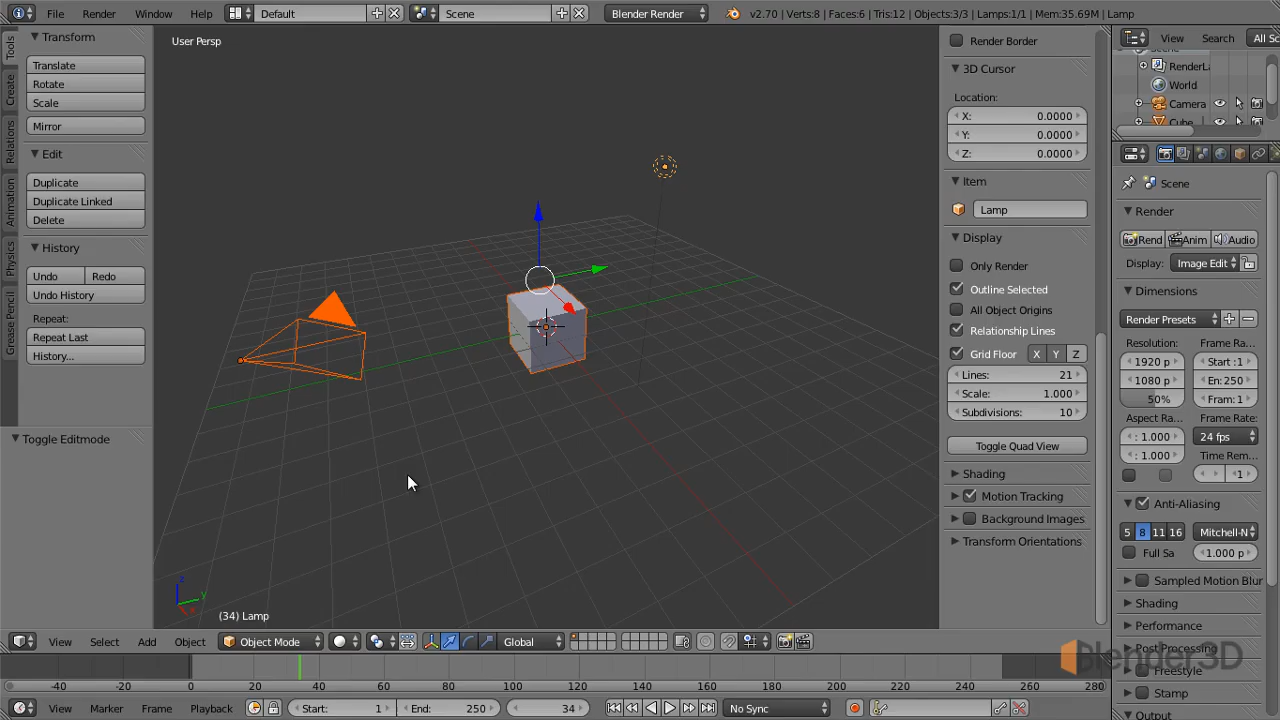 File Render Window Help Default Scene Blender Render v2.70 | Verts:8 | Faces:6 | Tris:12 | Objects:3/3 | Lamps:1/1 | Mem:35.69M | Lamp
Tools
Create
Relations
Animation
Physics
Grease Pencil
Transform
Translate
Rotate
Scale
Mirror
Edit
Duplicate
Duplicate Linked
Delete
History
Undo Redo
Undo History
Repeat:
Repeat Last
History...
Toggle Editmode
User Persp
z
y
x
(34) Lamp
Render Border
3D Cursor
Location:
X: 0.0000
Y: 0.0000
Z: 0.0000
Item
Lamp
Display
Only Render
Outline Selected
All Object Origins
Relationship Lines
Grid Floor X Y Z
Lines: 21
Scale: 1.000
Subdivisions: 10
Toggle Quad View
Shading
Motion Tracking
Background Images
Transform Orientations
View Search All Sc
Scene
RenderLa
World
Camera
Cube
Scene
Render
Rend Anim Audio
Display: Image Edit
Dimensions
Render Presets
Resolution: Frame Ra
1920 p Start :1
1080 p En: 250
50% Fram: 1
Aspect Ra... Frame Rate:
: 1.000 24 fps
: 1.000 Time Rem...
1
Anti-Aliasing
5 8 11 16 Mitchell-N
Full Sa 1.000 p
Sampled Motion Blur
Shading
Performance
Post Processing
Freestyle
Stamp
Output
Blender3D
View Select Add Object Object Mode Global
-40 -20 0 20 40 60 80 100 120 140 160 180 200 220 240 260 280
View Marker Frame Playback Start: 1 End: 250 34 No Sync